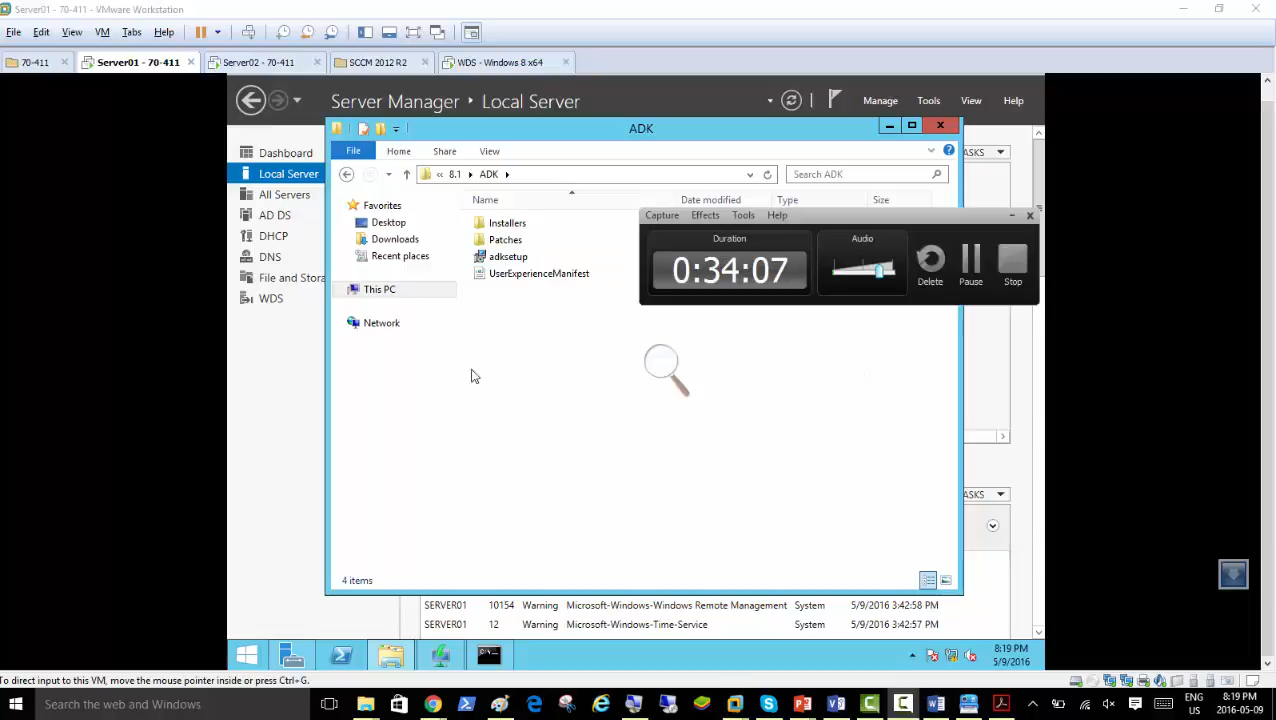 Server01 - 70-411 - VMware Workstation
File Edit View VM Tabs Help
70-411 Server01 - 70-411 Server02 - 70-411 SCCM 2012 R2 WDS - Windows 8 x64
Server Manager Local Server Manage Tools View Help
ADK
File Home Share View
« 8.1 ADK Search ADK
Dashboard
Local Server
All Servers
AD DS
DHCP
DNS
File and Stora
WDS
Favorites
Desktop
Downloads
Recent places
This PC
Network
Name Date modified Type Size
Installers
Patches
adksetup
UserExperienceManifest
ASKS
Capture Effects Tools Help
Duration Audio
0:34:07
Delete Pause Stop
ASKS
4 items
SERVER01 10154 Warning Microsoft-Windows-Windows Remote Management System 5/9/2016 3:42:58 PM
SERVER01 12 Warning Microsoft-Windows-Time-Service System 5/9/2016 3:42:57 PM
8:19 PM
5/9/2016
To direct input to this VM, move the mouse pointer inside or press Ctrl+G.
Search the web and Windows
ENG
US
8:19 PM
2016-05-09